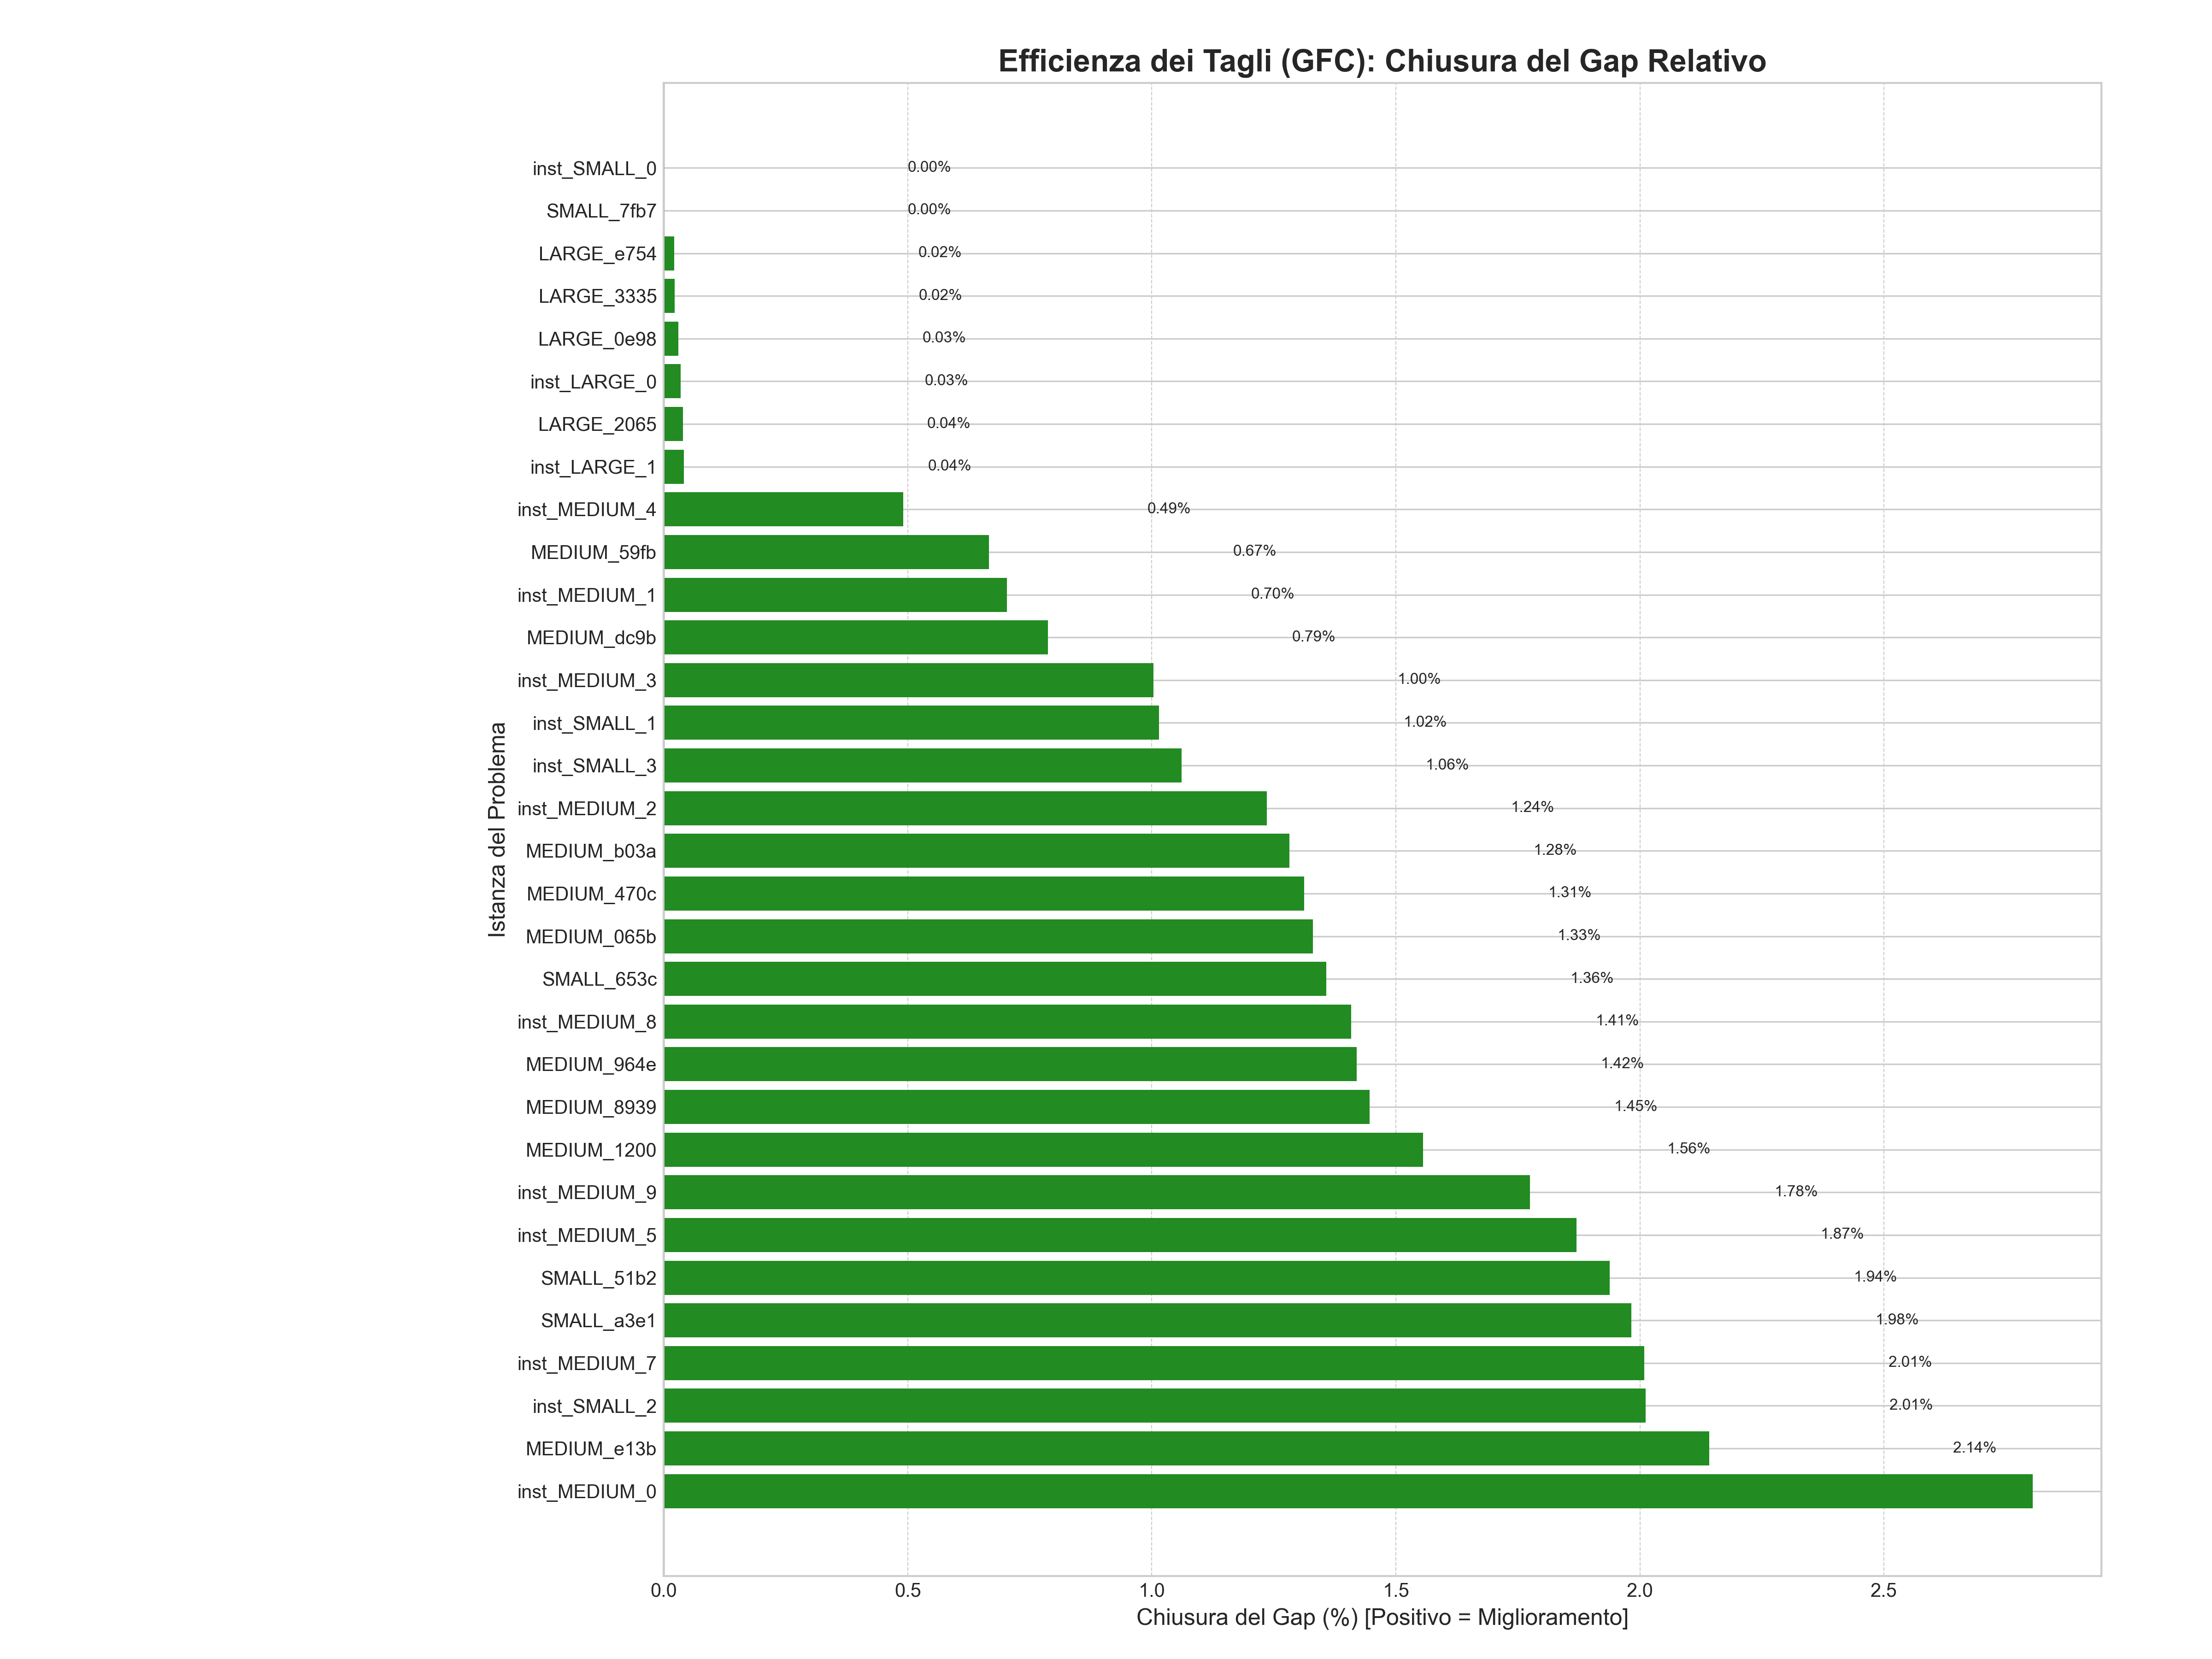 Efficienza dei Tagli (GFC): Chiusura del Gap Relativo
Istanza del Problema
inst_SMALL_0 0.00%
SMALL_7fb7 0.00%
LARGE_e754 0.02%
LARGE_3335 0.02%
LARGE_0e98 0.03%
inst_LARGE_0 0.03%
LARGE_2065 0.04%
inst_LARGE_1 0.04%
inst_MEDIUM_4 0.49%
MEDIUM_59fb 0.67%
inst_MEDIUM_1 0.70%
MEDIUM_dc9b 0.79%
inst_MEDIUM_3 1.00%
inst_SMALL_1 1.02%
inst_SMALL_3 1.06%
inst_MEDIUM_2 1.24%
MEDIUM_b03a 1.28%
MEDIUM_470c 1.31%
MEDIUM_065b 1.33%
SMALL_653c 1.36%
inst_MEDIUM_8 1.41%
MEDIUM_964e 1.42%
MEDIUM_8939 1.45%
MEDIUM_1200 1.56%
inst_MEDIUM_9 1.78%
inst_MEDIUM_5 1.87%
SMALL_51b2 1.94%
SMALL_a3e1 1.98%
inst_MEDIUM_7 2.01%
inst_SMALL_2 2.01%
MEDIUM_e13b 2.14%
inst_MEDIUM_0
0.0 0.5 1.0 1.5 2.0 2.5
Chiusura del Gap (%) [Positivo = Miglioramento]